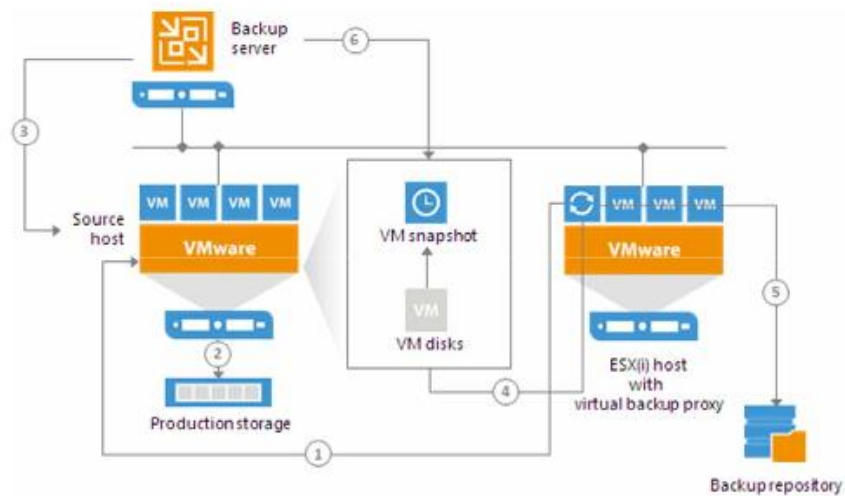 Backup
server
6
3
VM VM VM VM
VMware
Source
host
2
Production storage
VM snapshot
VM
VM disks
VM VM VM
VMware
ESX(i) host
with
virtual backup proxy
4
5
1
Backup repository